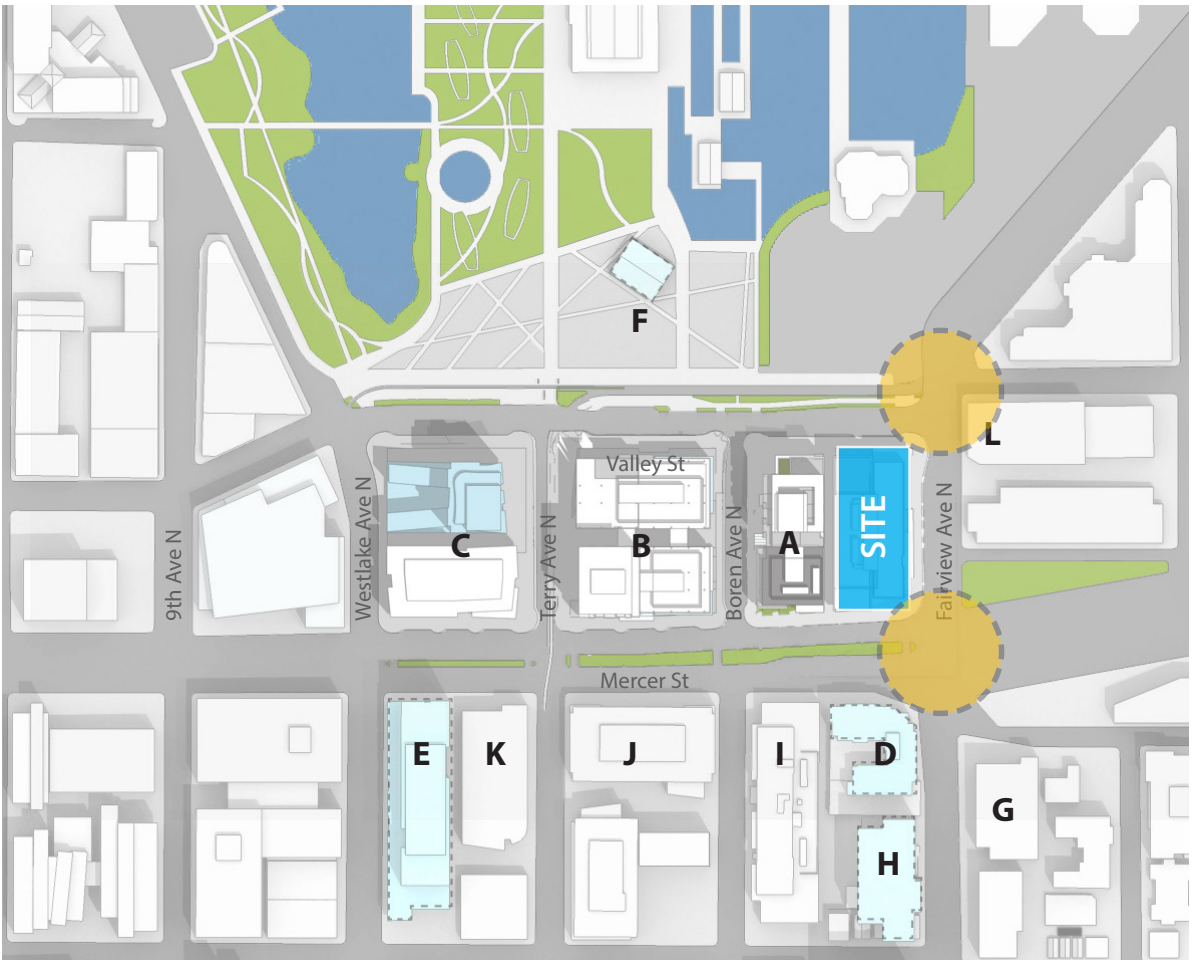 F
L
Valley St
SITE
Westlake Ave N
C
Terry Ave N
B
Boren Ave N
A
Fairview Ave N
9th Ave N
Mercer St
E
K
J
I
D
G
H